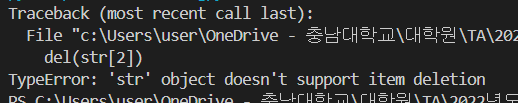 Traceback (most recent call last):
File "c:\Users\user\OneDrive - 충남대학교\대학원\TA\202
del(str[2])
TypeError: 'str' object doesn't support item deletion
PS C:\Users\user\OneDrive - 충남대학교\대학원\TA\2022년도